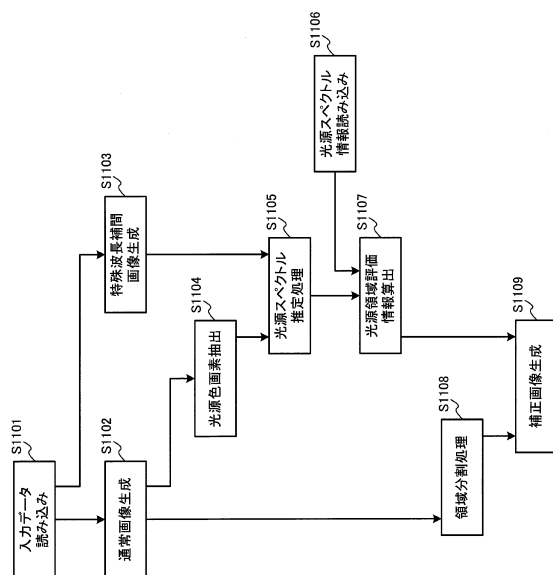 S1101
入力データ
読み込み
S1102
通常画像生成
S1103
特殊波長補間
画像生成
S1104
光源色画素抽出
S1105
光源スペクトル
推定処理
S1106
光源スペクトル
情報読み込み
S1107
光源領域評価
情報算出
S1108
領域分割処理
S1109
補正画像生成